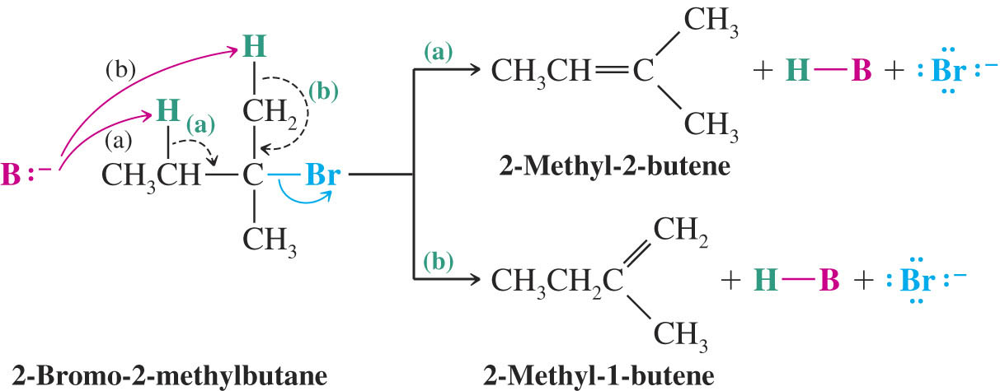 (b)
H
(b)
CH₂
H
(a)
(a)
B:⁻
CH₃CH—C—Br
CH₃
(a)
CH₃CH=C
CH₃
CH₃
+ H—B + :Br:⁻
2-Methyl-2-butene
(b)
CH₃CH₂C
CH₂
CH₃
+ H—B + :Br:⁻
2-Bromo-2-methylbutane
2-Methyl-1-butene